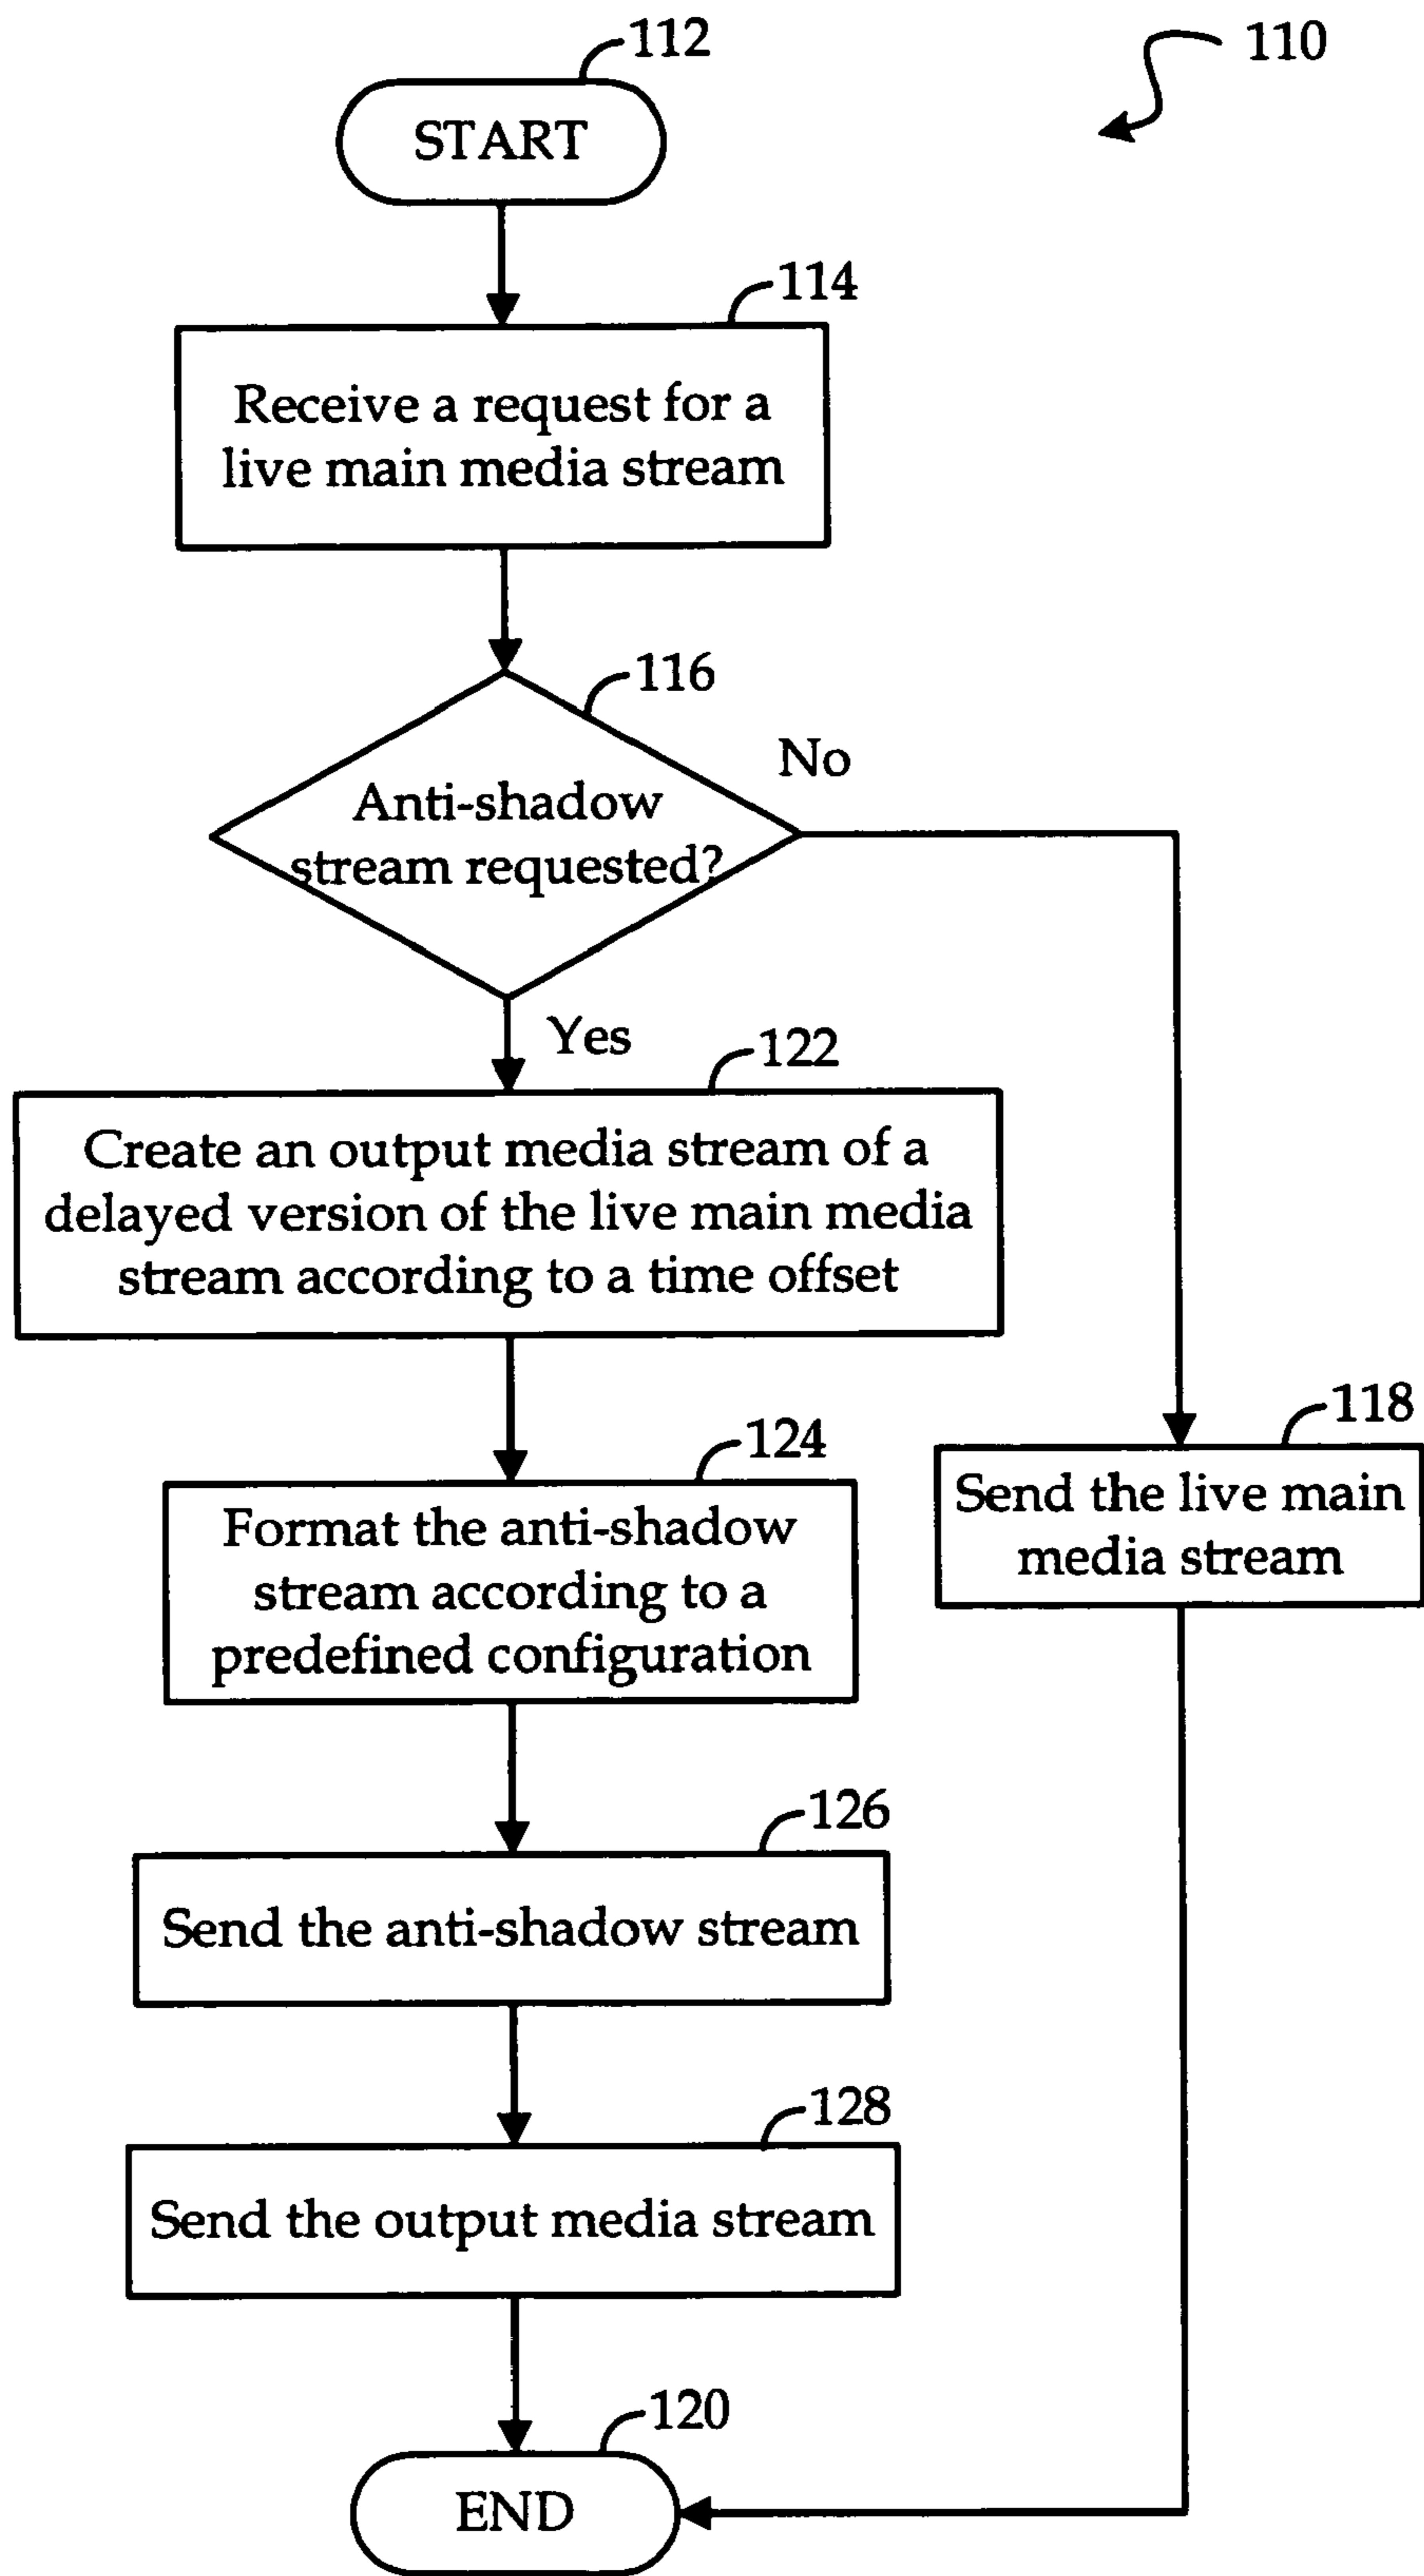 112
110
START
114
Receive a request for a
live main media stream
116
No
Anti-shadow
stream requested?
Yes
122
Create an output media stream of a
delayed version of the live main media
stream according to a time offset
118
Send the live main
media stream
124
Format the anti-shadow
stream according to a
predefined configuration
126
Send the anti-shadow stream
128
Send the output media stream
120
END